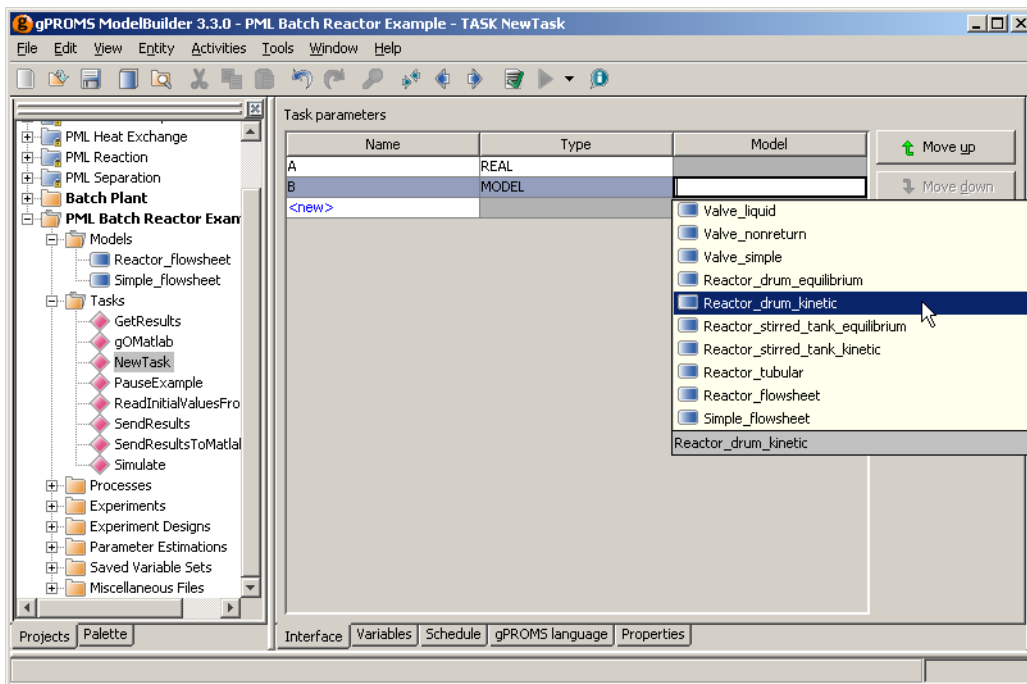 gPROMS ModelBuilder 3.3.0 - PML Batch Reactor Example - TASK NewTask
File Edit View Entity Activities Tools Window Help
PML Heat Exchange
PML Reaction
PML Separation
Batch Plant
PML Batch Reactor Exam
Models
Reactor_flowsheet
Simple_flowsheet
Tasks
GetResults
gOMatlab
NewTask
PauseExample
ReadInitialValuesFro
SendResults
SendResultsToMatlal
Simulate
Processes
Experiments
Experiment Designs
Parameter Estimations
Saved Variable Sets
Miscellaneous Files
Projects Palette
Task parameters
Name Type Model
A REAL
B MODEL
<new>
Valve_liquid
Valve_nonreturn
Valve_simple
Reactor_drum_equilibrium
Reactor_drum_kinetic
Reactor_stirred_tank_equilibrium
Reactor_stirred_tank_kinetic
Reactor_tubular
Reactor_flowsheet
Simple_flowsheet
Reactor_drum_kinetic
Move up
Move down
Interface Variables Schedule gPROMS language Properties